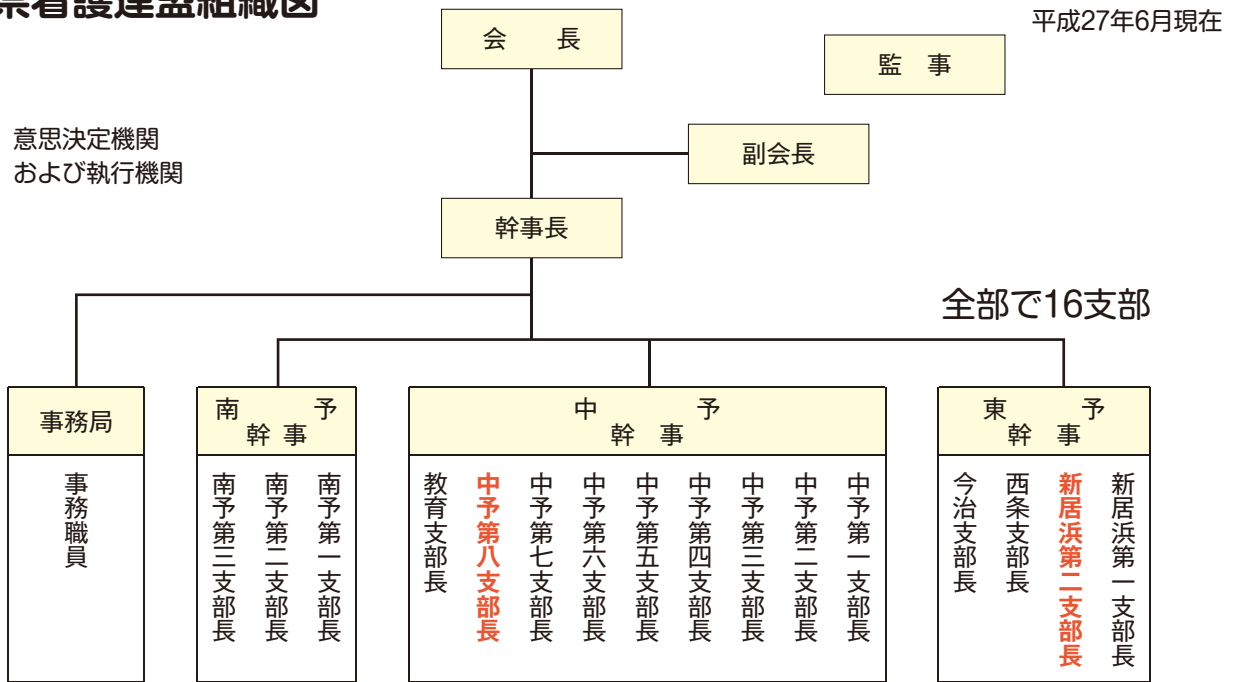 県看護連盟組織図
平成27年6月現在
会 長
監 事
意思決定機関
および執行機関
副会長
幹事長
全部で16支部
事務局
南 予
幹 事
中 予
幹 事
東 予
幹 事
事務職員
南予第三支部長
南予第二支部長
南予第一支部長
教育支部長
中予第八支部長
中予第七支部長
中予第六支部長
中予第五支部長
中予第四支部長
中予第三支部長
中予第二支部長
中予第一支部長
今治支部長
西条支部長
新居浜第二支部長
新居浜第一支部長